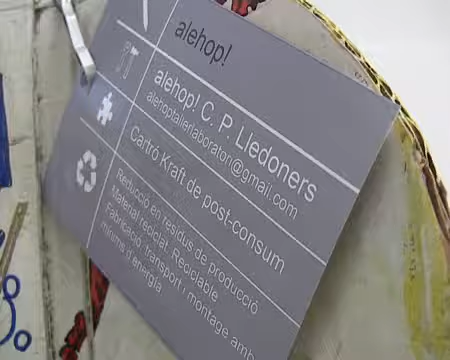 alehop!
alehop! C. P. Lledoners
alehoptallerlaboratori@gmail.com
Cartró Kraft de post-consum
Reducció en residus de producció
Material reciclat, Reciclable
Fabricació, transport i montage amb
mínima d'energia